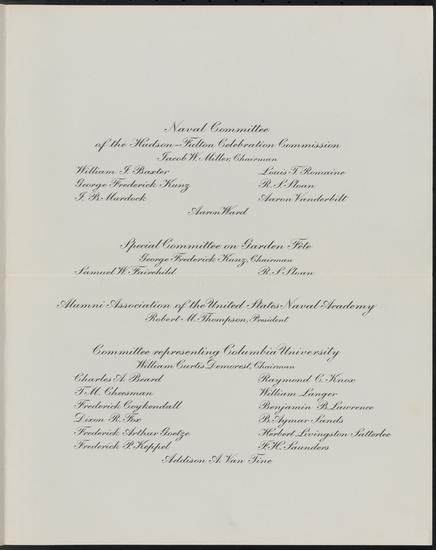 Naval Committee
of the Hudson-Fulton Celebration Commission
Jacob W. Miller, Chairman
William J. Baxter Louis T. Romaine
George Frederick Kunz R. S. Sloan
J. P. Murdock Aaron Vanderbilt
Aaron Ward
Special Committee on Garden Fête
George Frederick Kunz, Chairman
Samuel W. Fairchild R. S. Sloan
Alumni Association of the United States Naval Academy
Robert M. Thompson, President
Committee representing Columbia University
William Curtis Demorest, Chairman
Charles A. Beard Raymond C. Knox
T. M. Cheesman William Langer
Frederick Coykendall Benjamin B. Lawrence
Dixon R. Fox B. Aymar Sands
Frederick Arthur Goetze Herbert Livingston Satterlee
Frederick P. Keppel F. H. Saunders
Addison A. Van Tine